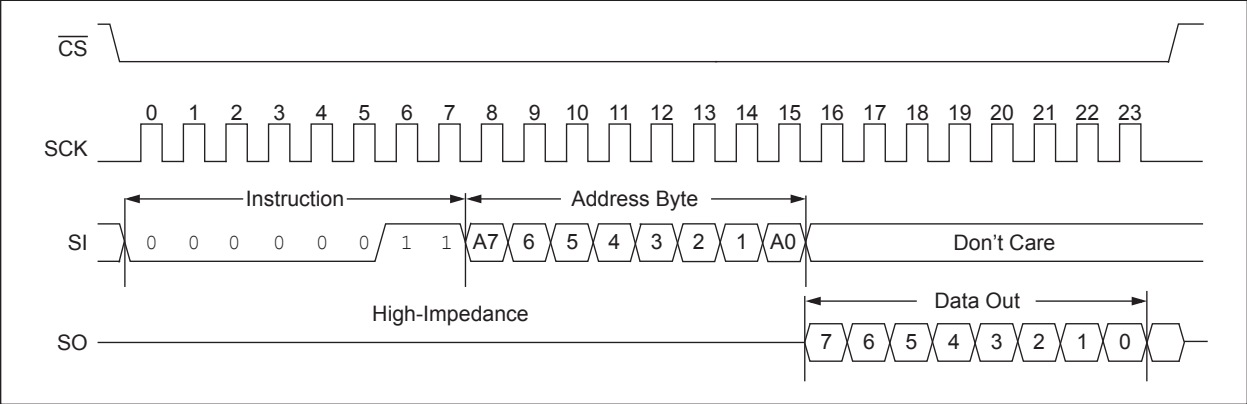 CS
0 1 2 3 4 5 6 7 8 9 10 11 12 13 14 15 16 17 18 19 20 21 22 23
SCK
Instruction Address Byte
SI 0 0 0 0 0 0 1 1 A7 6 5 4 3 2 1 A0 Don’t Care
High-Impedance Data Out
SO 7 6 5 4 3 2 1 0